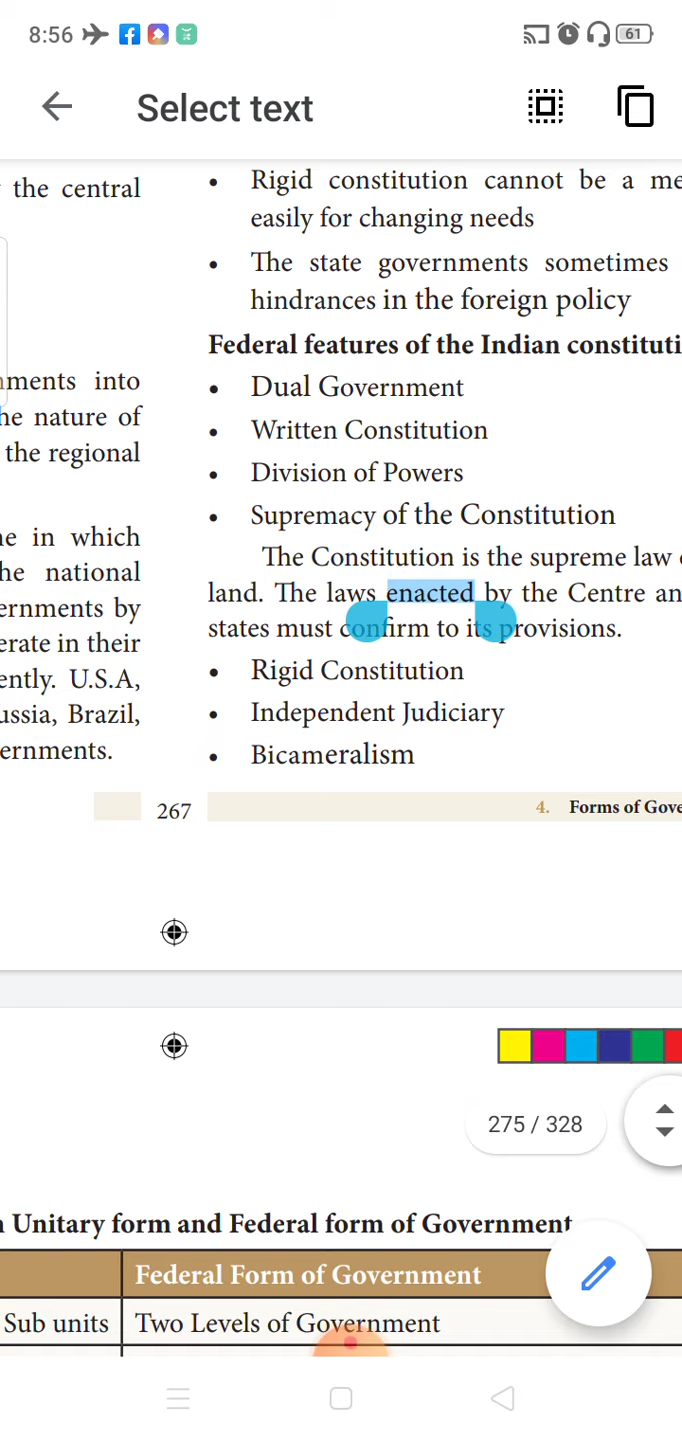 8:56
61
Select text
the central
nments into
he nature of
the regional
ne in which
he national
ernments by
erate in their
ently. U.S.A,
ussia, Brazil,
ernments.
• Rigid constitution cannot be a me
easily for changing needs
• The state governments sometimes
hindrances in the foreign policy
Federal features of the Indian constituti
• Dual Government
• Written Constitution
• Division of Powers
• Supremacy of the Constitution
The Constitution is the supreme law o
land. The laws enacted by the Centre an
states must confirm to its provisions.
• Rigid Constitution
• Independent Judiciary
• Bicameralism
267
4. Forms of Gove
275 / 328
n Unitary form and Federal form of Government
Federal Form of Government
Sub units
Two Levels of Government